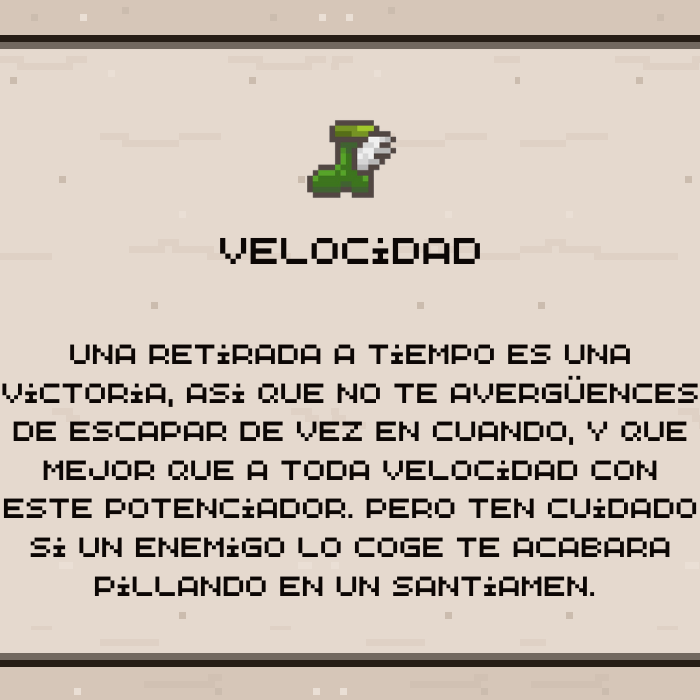 VELOCiDAD
UNA RETiRADA A TiEMPO ES UNA
ViCTORiA, ASi QUE NO TE AVERGÜENCES
DE ESCAPAR DE VEZ EN CUANDO, Y QUE
MEJOR QUE A TODA VELOCiDAD CON
ESTE POTENCiADOR. PERO TEN CUiDADO
Si UN ENEMiGO LO COGE TE ACABARA
PiLLANDO EN UN SANTiAMEN.